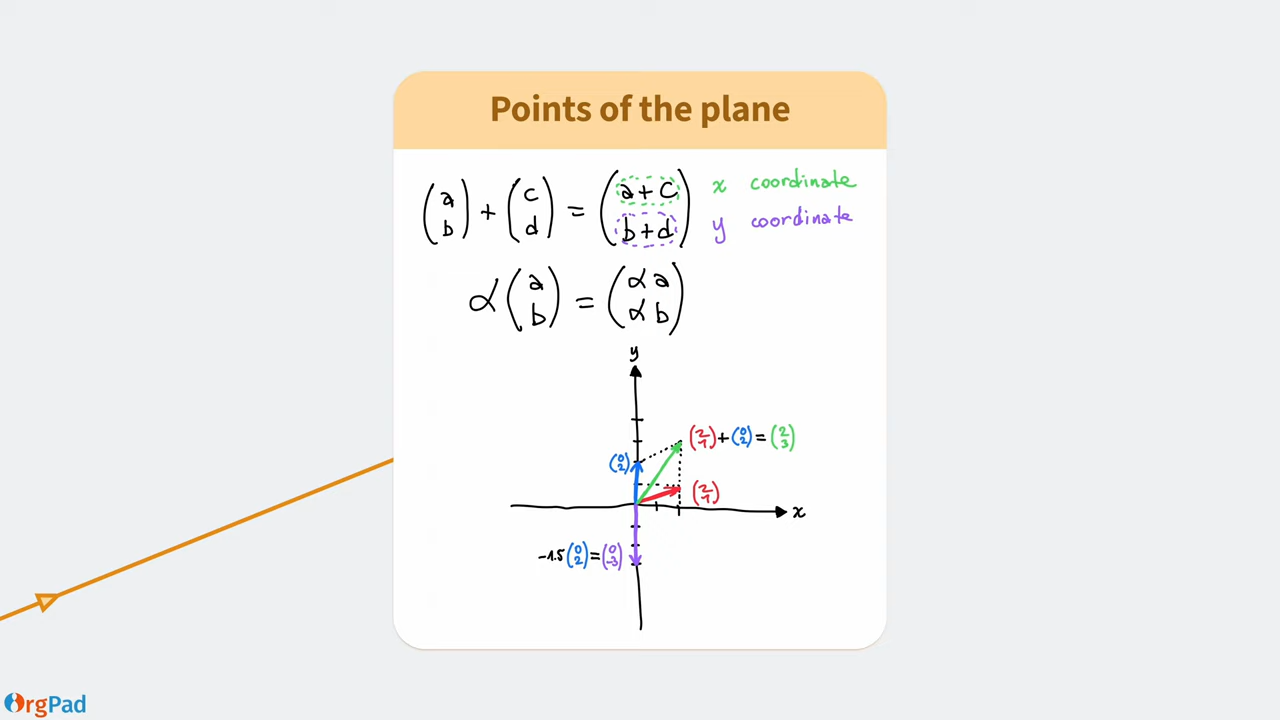 Points of the plane
(a b) + (c d) = (a+c b+d)
x coordinate
y coordinate
α (a b) = (αa αb)
y
(2 1) + (0 2) = (2 3)
(0 2)
(2 1)
x
-1.5 (0 2) = (0 -3)
OrgPad